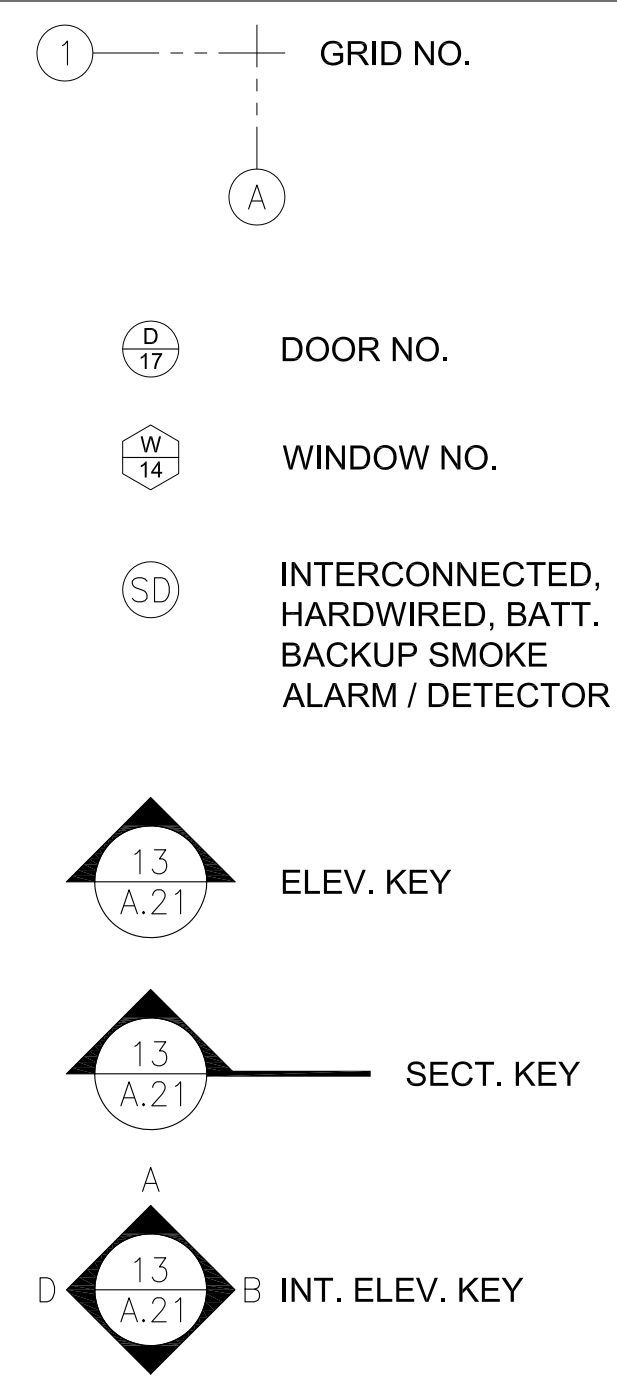 1 GRID NO.
A
D
17
DOOR NO.
W
14
WINDOW NO.
SD
INTERCONNECTED,
HARDWIRED, BATT.
BACKUP SMOKE
ALARM / DETECTOR
13
A.21
ELEV. KEY
13
A.21
SECT. KEY
A
13
D B INT. ELEV. KEY
A.21